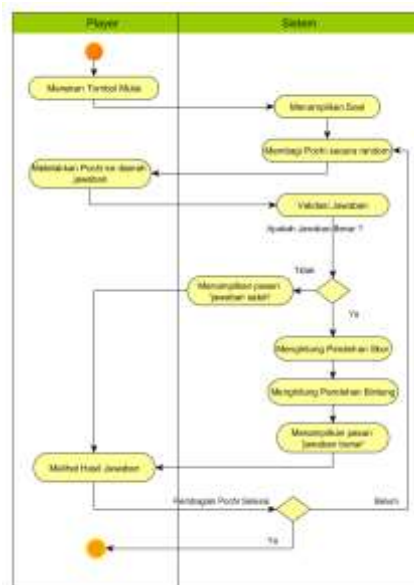 Player
Sistem
Menekan Tombol Mulai
Menampilkan Soal
Membagi Pochi secara random
Meletakkan Pochi ke daerah
jawaban
Validasi Jawaban
Apakah Jawaban Benar ?
Tidak
Menampilkan pesan
"jawaban salah"
Ya
Menghitung Perolehan Skor
Menghitung Perolehan Bintang
Menampilkan pesan
"jawaban benar"
Melihat Hasil Jawaban
Pembagian Pochi Selesai
Belum
Ya